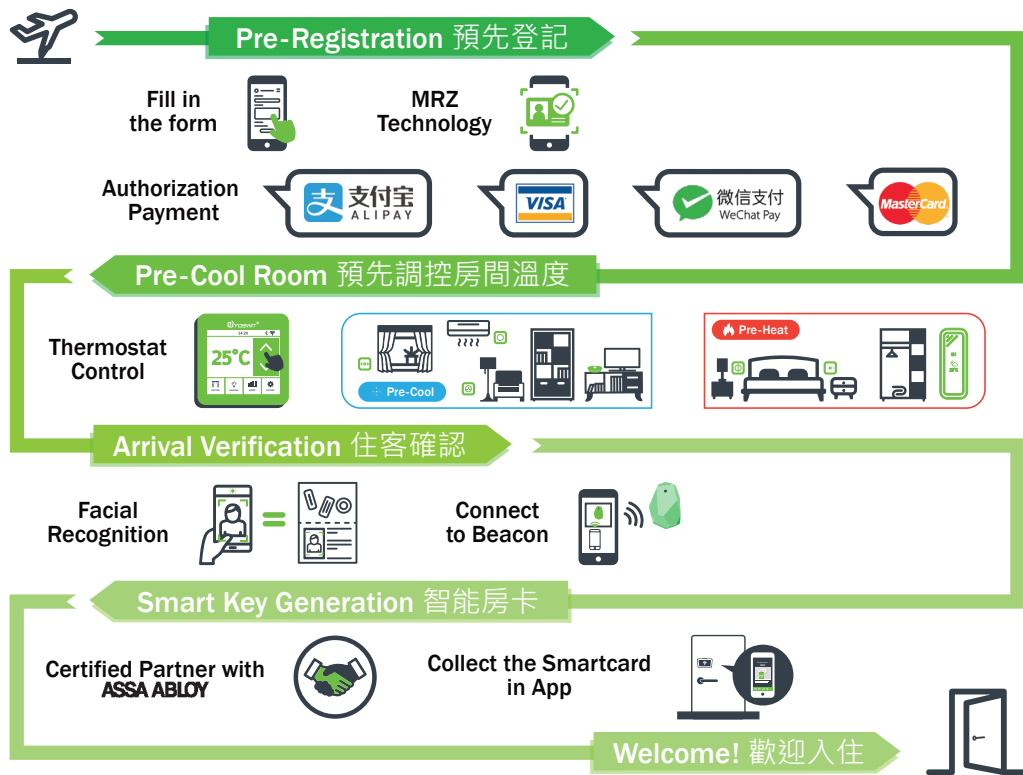 Pre-Registration 預先登記
Fill in
the form
MRZ
Technology
Authorization
Payment
支 支付宝
ALIPAY
VISA
微信支付
WeChat Pay
MasterCard
Pre-Cool Room 預先調控房間溫度
Thermostat
Control
14:20
25°C
Pre-Cool
Pre-Heat
Arrival Verification 住客確認
Facial
Recognition
Connect
to Beacon
Smart Key Generation 智能房卡
Certified Partner with
ASSA ABLOY
Collect the Smartcard
in App
Welcome! 歡迎入住